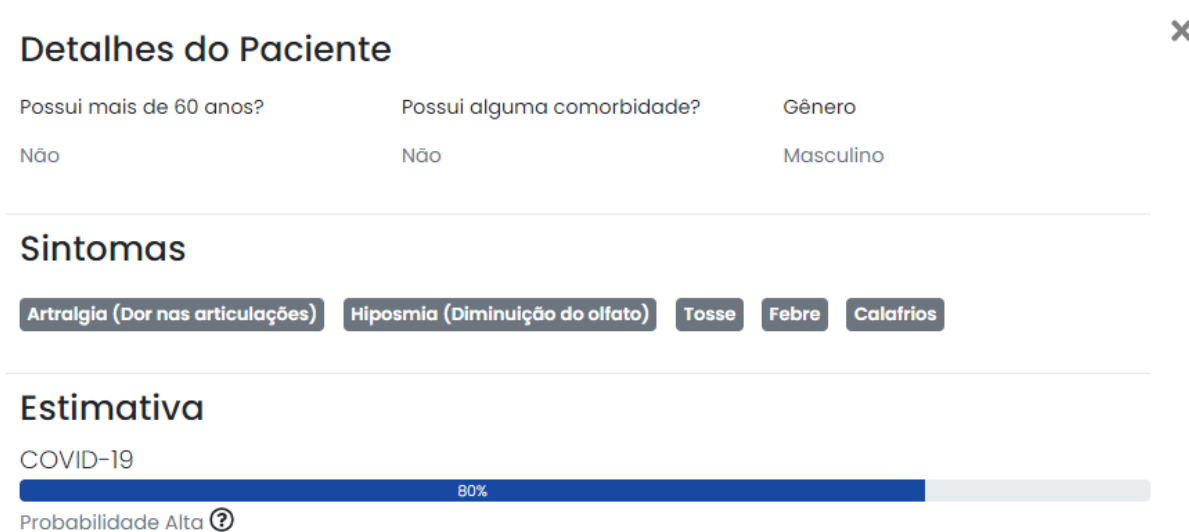 Detalhes do Paciente
Possui mais de 60 anos? Possui alguma comorbidade? Gênero
Não Não Masculino
Sintomas
Artralgia (Dor nas articulações) Hiposmia (Diminuição do olfato) Tosse Febre Calafrios
Estimativa
COVID-19
80%
Probabilidade Alta ?